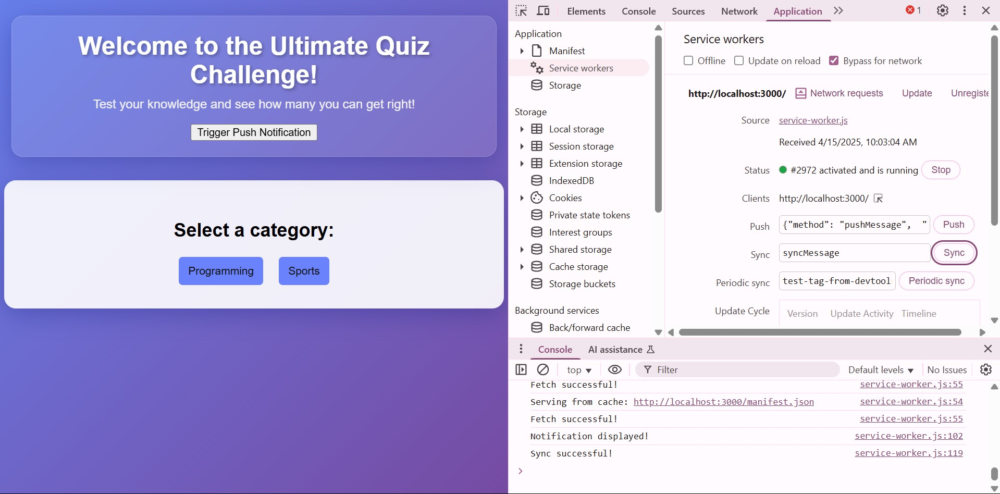 Welcome to the Ultimate Quiz
Challenge!
Test your knowledge and see how many you can get right!
Trigger Push Notification
Select a category:
Programming
Sports
Elements
Console
Sources
Network
Application
1
Application
Manifest
Service workers
Storage
Storage
Local storage
Session storage
Extension storage
IndexedDB
Cookies
Private state tokens
Interest groups
Shared storage
Cache storage
Storage buckets
Background services
Back/forward cache
Service workers
Offline
Update on reload
Bypass for network
http://localhost:3000/
Network requests
Update
Unregiste
Source
service-worker.js
Received 4/15/2025, 10:03:04 AM
Status
#2972 activated and is running
Stop
Clients
http://localhost:3000/
Push
{"method": "pushMessage",  "
Push
Sync
syncMessage
Sync
Periodic sync
test-tag-from-devtool
Periodic sync
Update Cycle
Version
Update Activity
Timeline
Console
AI assistance
top
Filter
Default levels
No Issues
Fetch successful!
service-worker.js:55
Serving from cache: http://localhost:3000/manifest.json
service-worker.js:54
Fetch successful!
service-worker.js:55
Notification displayed!
service-worker.js:102
Sync successful!
service-worker.js:119